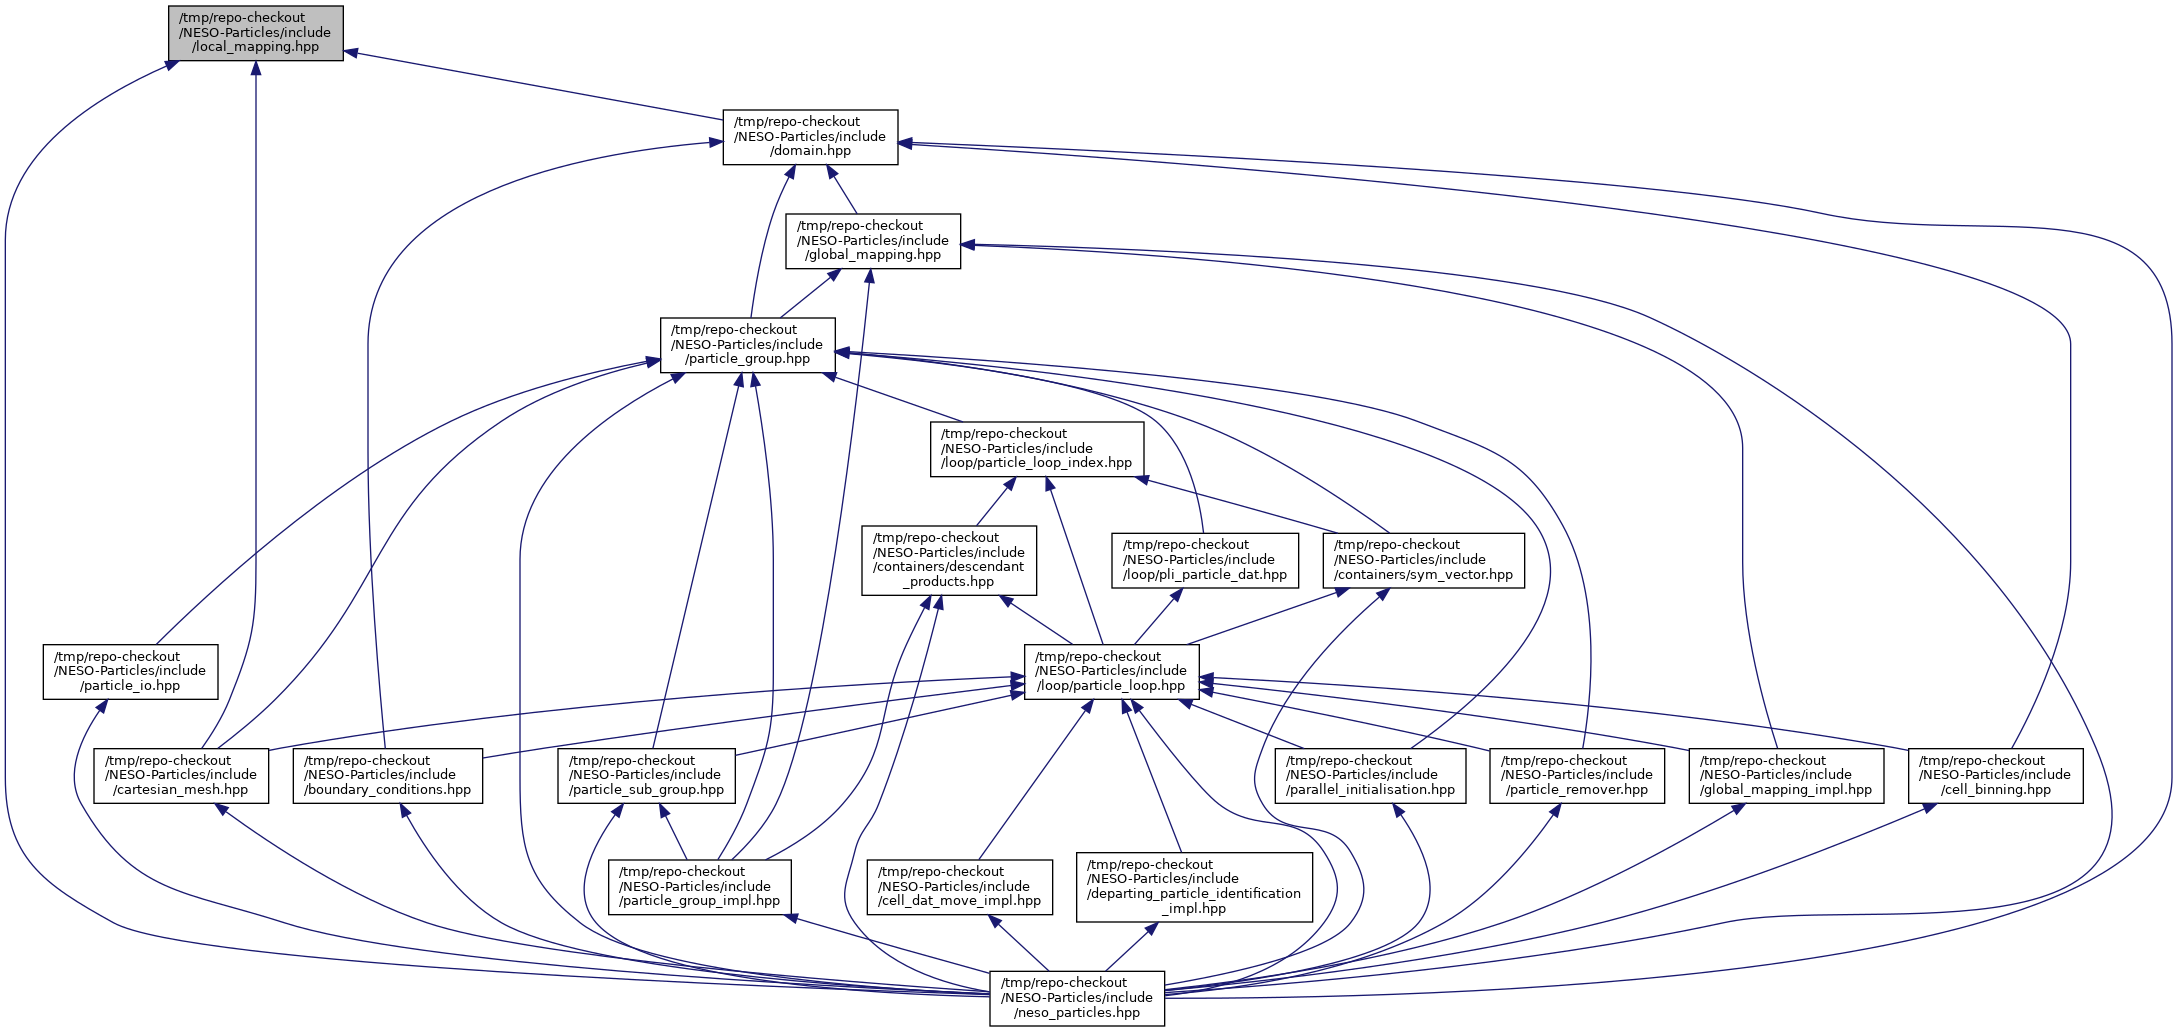 /tmp/repo-checkout
/NESO-Particles/include
/local_mapping.hpp
/tmp/repo-checkout
/NESO-Particles/include
/domain.hpp
/tmp/repo-checkout
/NESO-Particles/include
/global_mapping.hpp
/tmp/repo-checkout
/NESO-Particles/include
/particle_group.hpp
/tmp/repo-checkout
/NESO-Particles/include
/loop/particle_loop_index.hpp
/tmp/repo-checkout
/NESO-Particles/include
/containers/descendant
_products.hpp
/tmp/repo-checkout
/NESO-Particles/include
/loop/pli_particle_dat.hpp
/tmp/repo-checkout
/NESO-Particles/include
/containers/sym_vector.hpp
/tmp/repo-checkout
/NESO-Particles/include
/particle_io.hpp
/tmp/repo-checkout
/NESO-Particles/include
/loop/particle_loop.hpp
/tmp/repo-checkout
/NESO-Particles/include
/cartesian_mesh.hpp
/tmp/repo-checkout
/NESO-Particles/include
/boundary_conditions.hpp
/tmp/repo-checkout
/NESO-Particles/include
/particle_sub_group.hpp
/tmp/repo-checkout
/NESO-Particles/include
/parallel_initialisation.hpp
/tmp/repo-checkout
/NESO-Particles/include
/particle_remover.hpp
/tmp/repo-checkout
/NESO-Particles/include
/global_mapping_impl.hpp
/tmp/repo-checkout
/NESO-Particles/include
/cell_binning.hpp
/tmp/repo-checkout
/NESO-Particles/include
/particle_group_impl.hpp
/tmp/repo-checkout
/NESO-Particles/include
/cell_dat_move_impl.hpp
/tmp/repo-checkout
/NESO-Particles/include
/departing_particle_identification
_impl.hpp
/tmp/repo-checkout
/NESO-Particles/include
/neso_particles.hpp